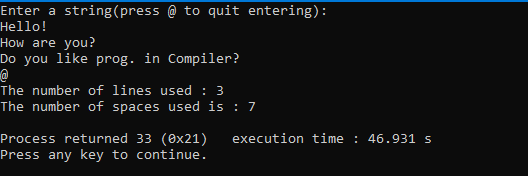 Enter a string(press @ to quit entering):
Hello!
How are you?
Do you like prog. in Compiler?
@
The number of lines used : 3
The number of spaces used is : 7
Process returned 33 (0x21)   execution time : 46.931 s
Press any key to continue.